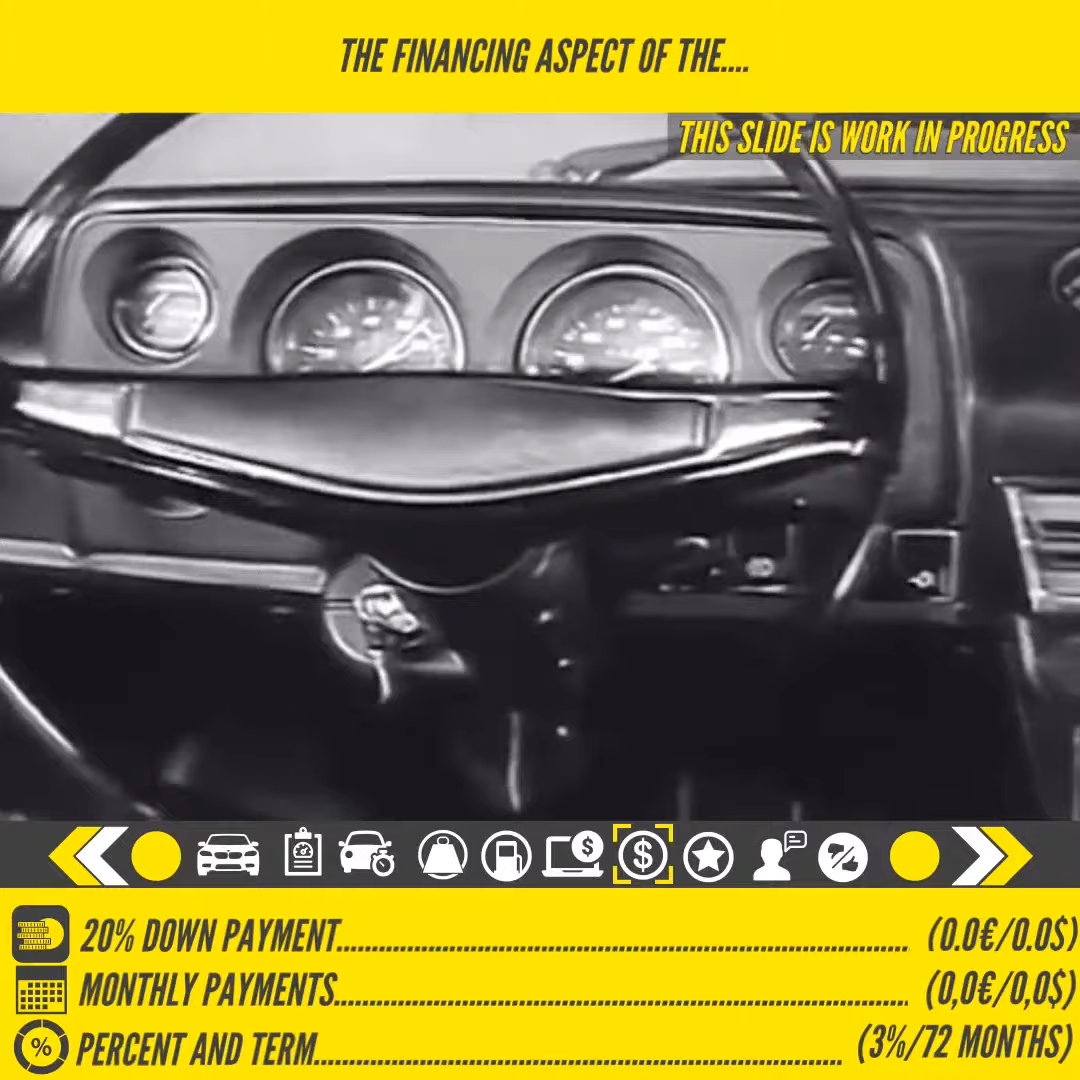 THE FINANCING ASPECT OF THE....
THIS SLIDE IS WORK IN PROGRESS
20% DOWN PAYMENT.......................................................................................... (0.0€/0.0$)
MONTHLY PAYMENTS.......................................................................................... (0,0€/0,0$)
PERCENT AND TERM.................................................................................. (3%/72 MONTHS)